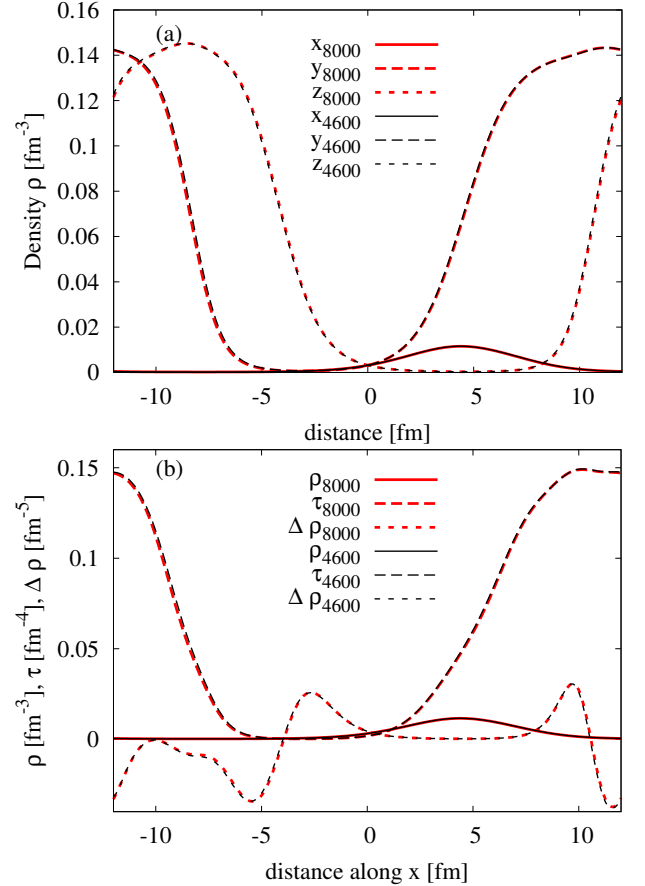 (a)
x8000
y8000
z8000
x4600
y4600
z4600
0.16
0.14
0.12
0.1
0.08
0.06
0.04
0.02
0
Density ρ [fm-3]
-10 -5 0 5 10
distance [fm]
(b)
ρ8000
τ8000
Δ ρ8000
ρ4600
τ4600
Δ ρ4600
0.15
0.1
0.05
0
ρ [fm-3], τ [fm-4], Δ ρ [fm-5]
-10 -5 0 5 10
distance along x [fm]